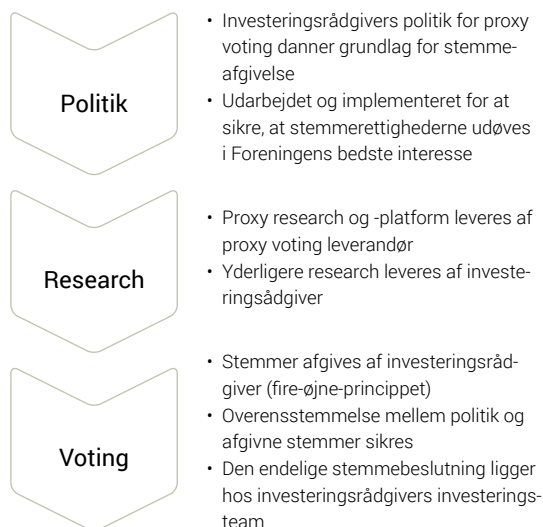 Politik
• Investeringsrådgivers politik for proxy
voting danner grundlag for stemme-
afgivelse
• Udarbejdet og implementeret for at
sikre, at stemmerettighederne udøves
i Foreningens bedste interesse
Research
• Proxy research og -platform leveres af
proxy voting leverandør
• Yderligere research leveres af investe-
ringsådgiver
Voting
• Stemmer afgives af investeringsråd-
giver (fire-øjne-princippet)
• Overensstemmelse mellem politik og
afgivne stemmer sikres
• Den endelige stemmebeslutning ligger
hos investeringsrådgivers investerings-
team